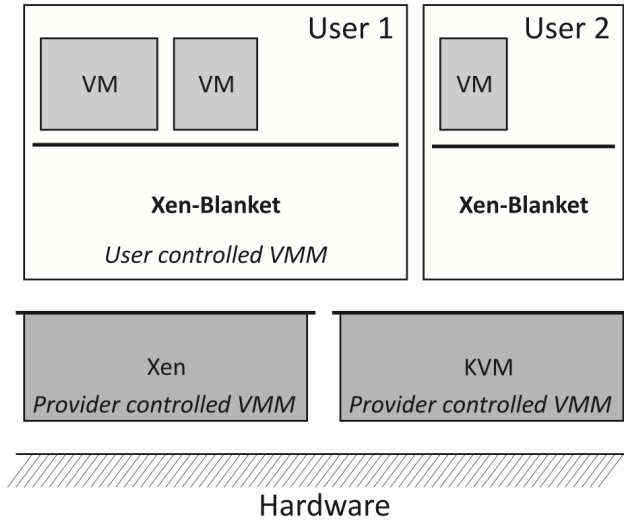 User 1
User 2
VM
VM
VM
Xen-Blanket
Xen-Blanket
User controlled VMM
Xen
KVM
Provider controlled VMM
Provider controlled VMM
Hardware